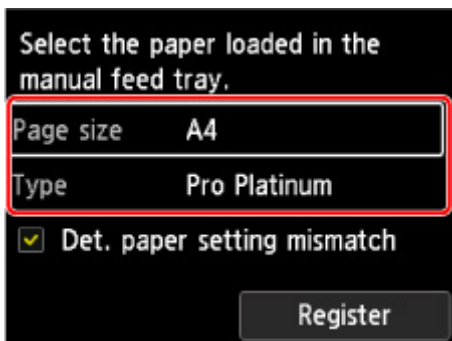 Select the paper loaded in the
manual feed tray.
Page size A4
Type Pro Platinum
Det. paper setting mismatch
Register